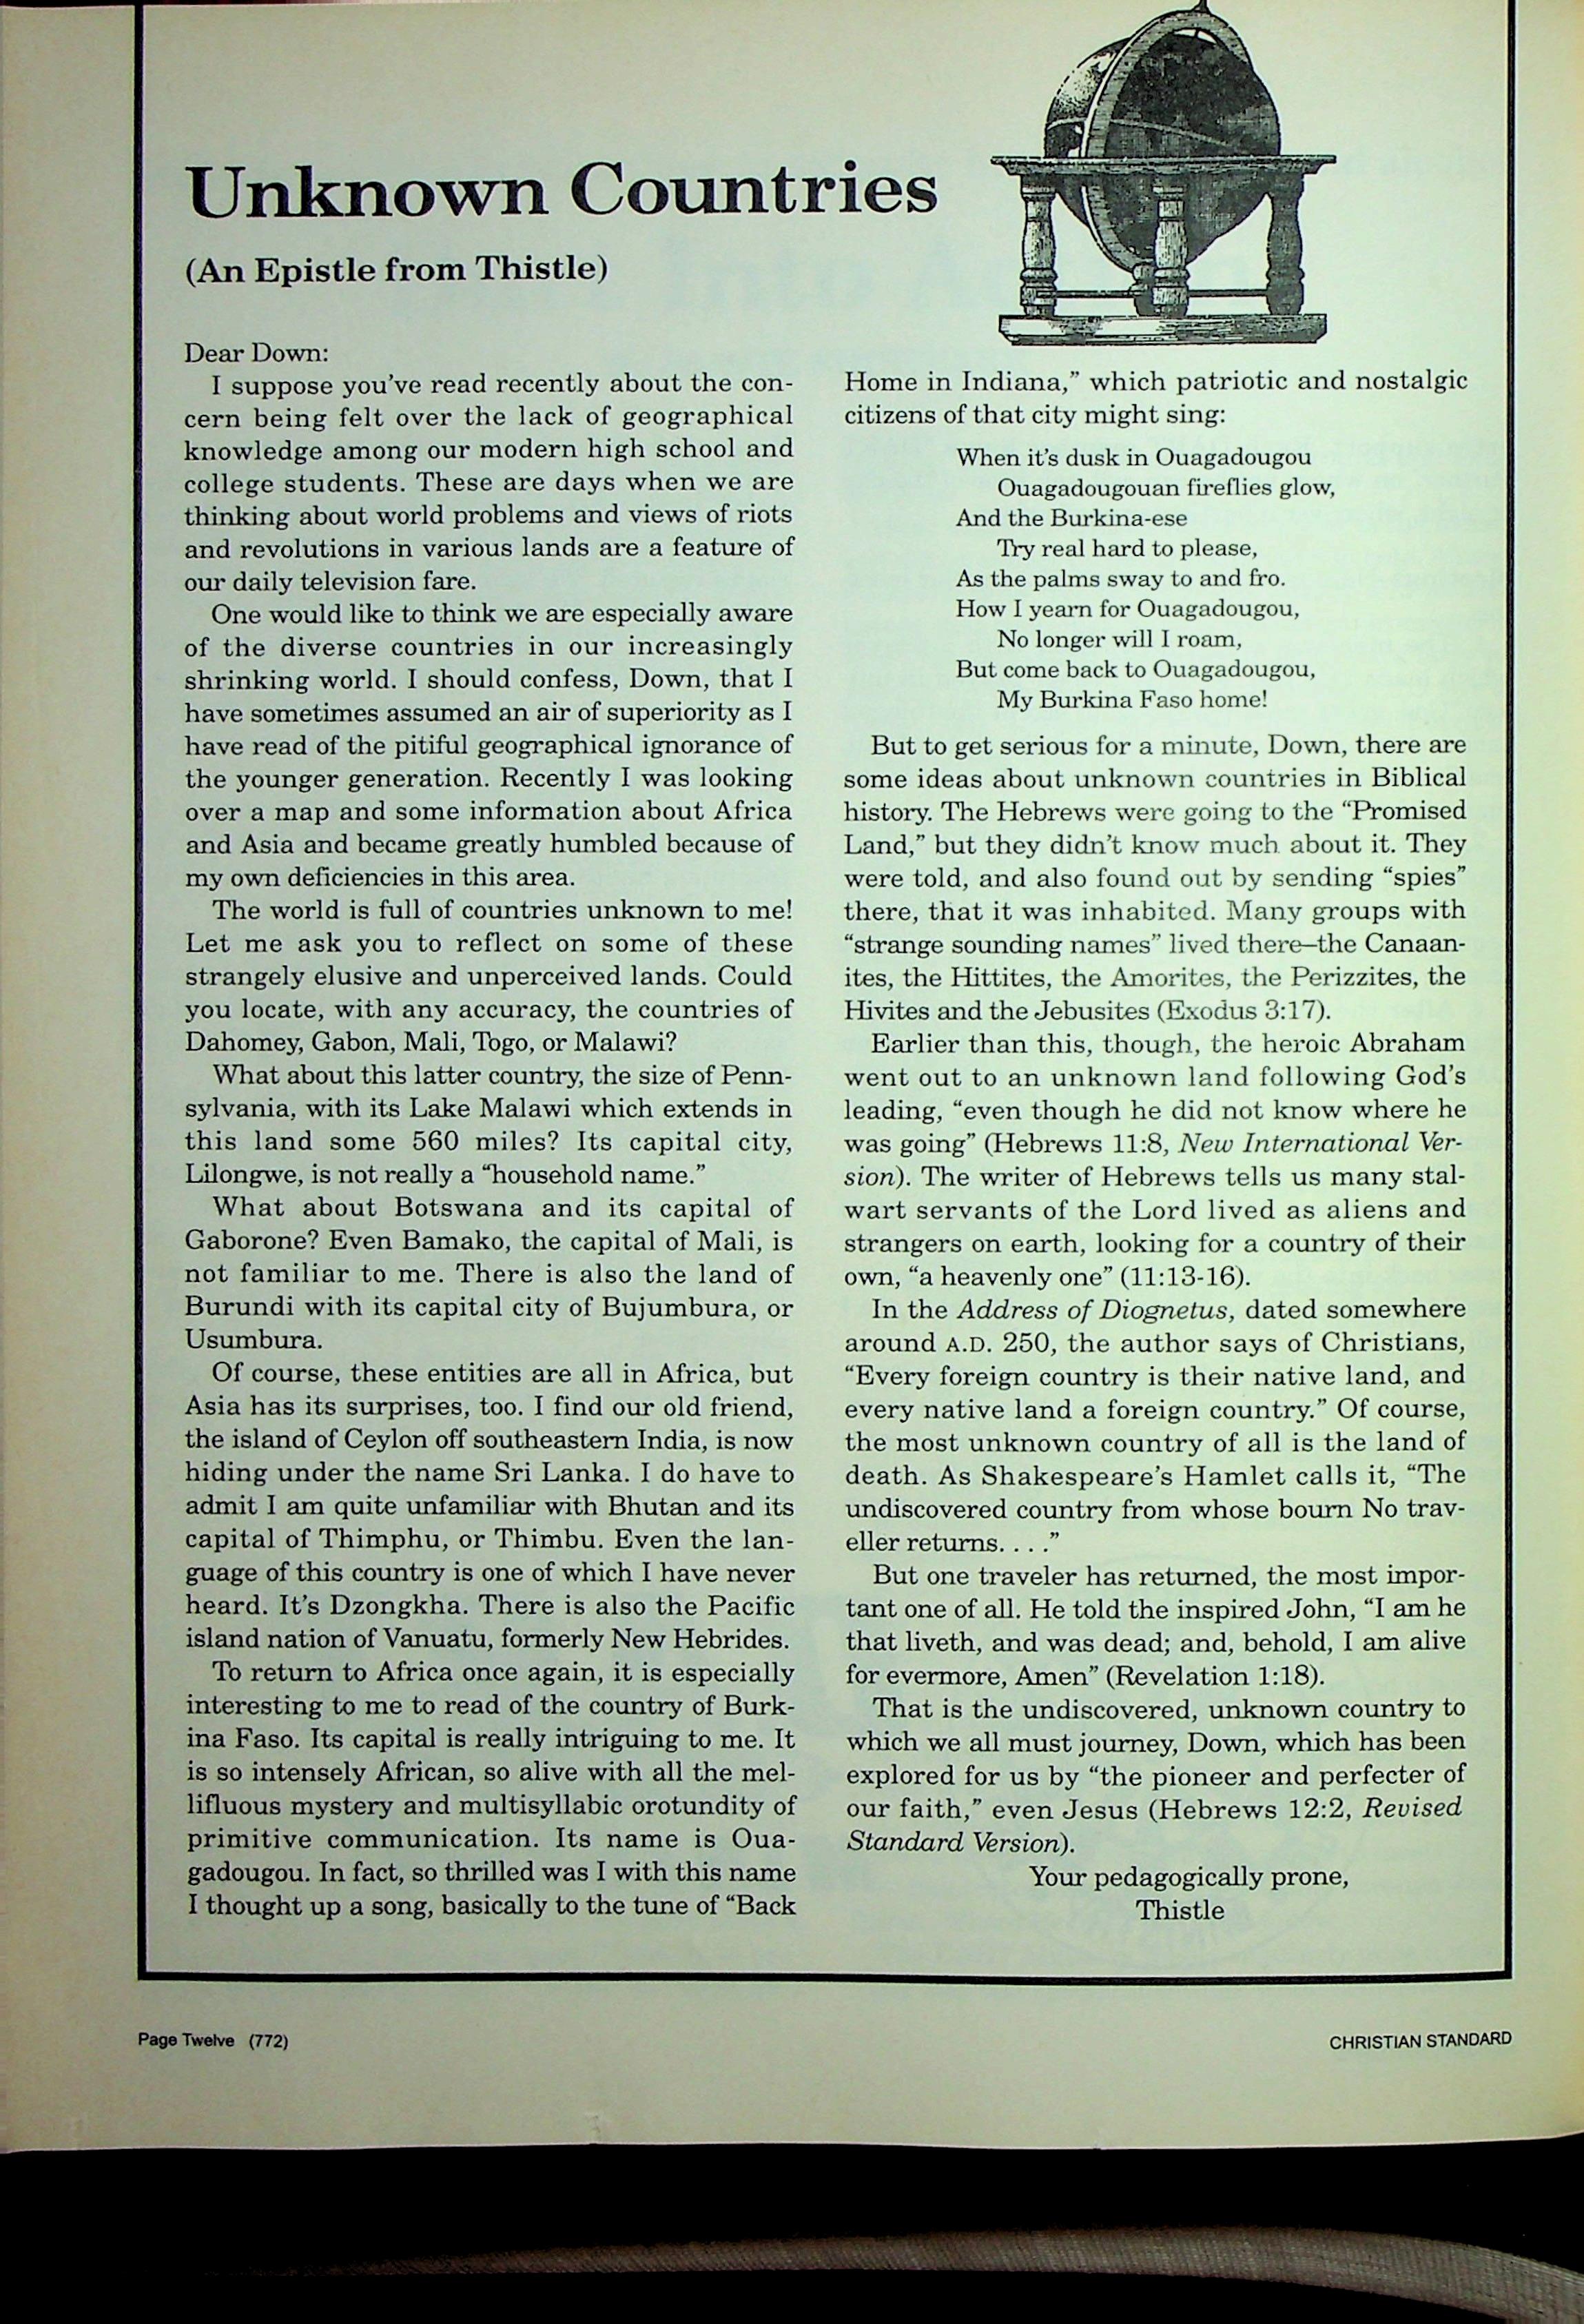 Unknown Countries
(An Epistle from Thistle)
Dear Down:
I suppose you've read recently about the con-
cern being felt over the lack of geographical
knowledge among our modern high school and
college students. These are days when we are
thinking about world problems and views of riots
and revolutions in various lands are a feature of
our daily television fare.
One would like to think we are especially aware
of the diverse countries in our increasingly
shrinking world. I should confess, Down, that I
have sometimes assumed an air of superiority as I
have read of the pitiful geographical ignorance of
the younger generation. Recently I was looking
over a map and some information about Africa
and Asia and became greatly humbled because of
my own deficiencies in this area.
The world is full of countries unknown to me!
Let me ask you to reflect on some of these
strangely elusive and unperceived lands. Could
you locate, with any accuracy, the countries of
Dahomey, Gabon, Mali, Togo, or Malawi?
What about this latter country, the size of Penn-
sylvania, with its Lake Malawi which extends in
this land some 560 miles? Its capital city,
Lilongwe, is not really a “household name.”
What about Botswana and its capital of
Gaborone? Even Bamako, the capital of Mali, is
not familiar to me. There is also the land of
Burundi with its capital city of Bujumbura, or
Usumbura.
Of course, these entities are all in Africa, but
Asia has its surprises, too. I find our old friend,
the island of Ceylon off southeastern India, is now
hiding under the name Sri Lanka. I do have to
admit I am quite unfamiliar with Bhutan and its
capital of Thimphu, or Thimbu. Even the lan-
guage of this country is one of which I have never
heard. It's Dzongkha. There is also the Pacific
island nation of Vanuatu, formerly New Hebrides.
To return to Africa once again, it is especially
interesting to me to read of the country of Burk-
ina Faso. Its capital is really intriguing to me. It
is so intensely African, so alive with all the mel-
lifluous mystery and multisyllabic orotundity of
primitive communication. Its name is Oua-
gadougou. In fact, so thrilled was I with this name
I thought up a song, basically to the tune of “Back
Home in Indiana,” which patriotic and nostalgic
citizens of that city might sing:
When it's dusk in Ouagadougou
Ouagadougouan fireflies glow,
And the Burkina-ese
Try real hard to please,
As the palms sway to and fro.
How I yearn for Ouagadougou,
No longer will I roam,
But come back to Ouagadougou,
My Burkina Faso home!
But to get serious for a minute, Down, there are
some ideas about unknown countries in Biblical
history. The Hebrews were going to the “Promised
Land,” but they didn't know much about it. They
were told, and also found out by sending “spies”
there, that it was inhabited. Many groups with
“strange sounding names” lived there–the Canaan-
ites, the Hittites, the Amorites, the Perizzites, the
Hivites and the Jebusites (Exodus 3:17).
Earlier than this, though, the heroic Abraham
went out to an unknown land following God's
leading, “even though he did not know where he
was going” (Hebrews 11:8, New International Ver-
sion). The writer of Hebrews tells us many stal-
wart servants of the Lord lived as aliens and
strangers on earth, looking for a country of their
own, “a heavenly one” (11:13-16).
In the Address of Diognetus, dated somewhere
around A.D. 250, the author says of Christians,
“Every foreign country is their native land, and
every native land a foreign country.” Of course,
the most unknown country of all is the land of
death. As Shakespeare's Hamlet calls it, “The
undiscovered country from whose bourn No trav-
eller returns. . . .”
But one traveler has returned, the most impor-
tant one of all. He told the inspired John, “I am he
that liveth, and was dead; and, behold, I am alive
for evermore, Amen” (Revelation 1:18).
That is the undiscovered, unknown country to
which we all must journey, Down, which has been
explored for us by “the pioneer and perfecter of
our faith,” even Jesus (Hebrews 12:2, Revised
Standard Version).
Your pedagogically prone,
Thistle
Page Twelve (772)
CHRISTIAN STANDARD